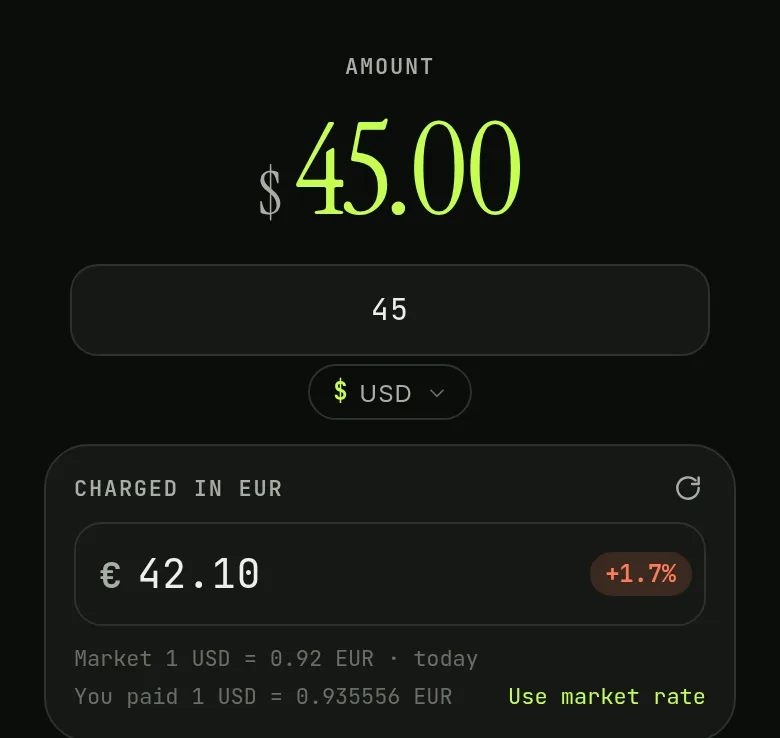 AMOUNT
$ 45.00
45
$ USD
CHARGED IN EUR
€ 42.10 +1.7%
Market 1 USD = 0.92 EUR · today
You paid 1 USD = 0.935556 EUR Use market rate